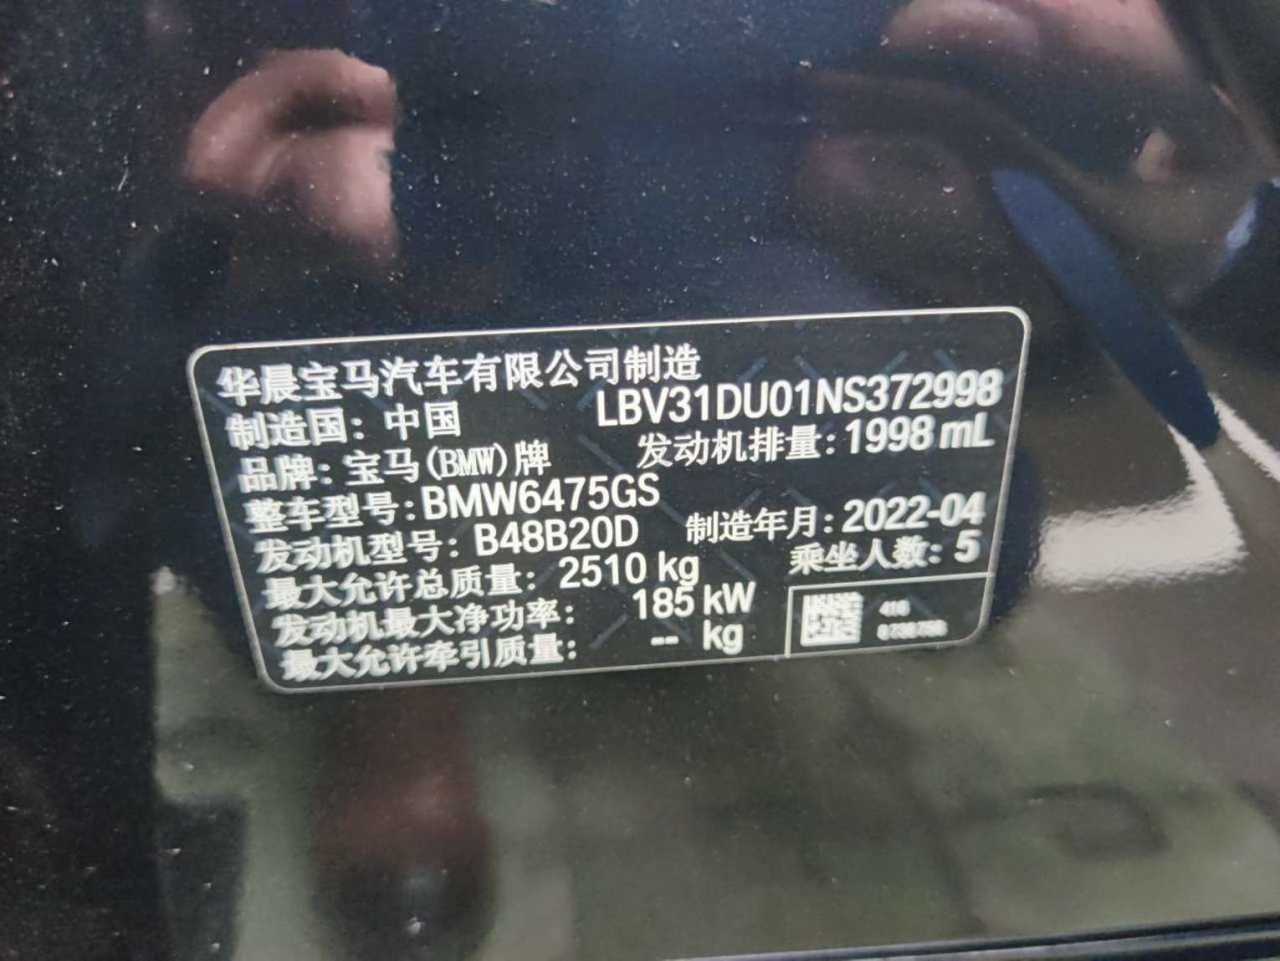 华晨宝马汽车有限公司制造
制造国：中国 LBV31DU01NS372998
品牌：宝马(BMW)牌 发动机排量：1998 mL
整车型号：BMW6475GS
发动机型号：B48B20D 制造年月：2022-04
最大允许总质量：2510 kg 乘坐人数：5
发动机最大净功率：185 kW
最大允许牵引质量：-- kg
416